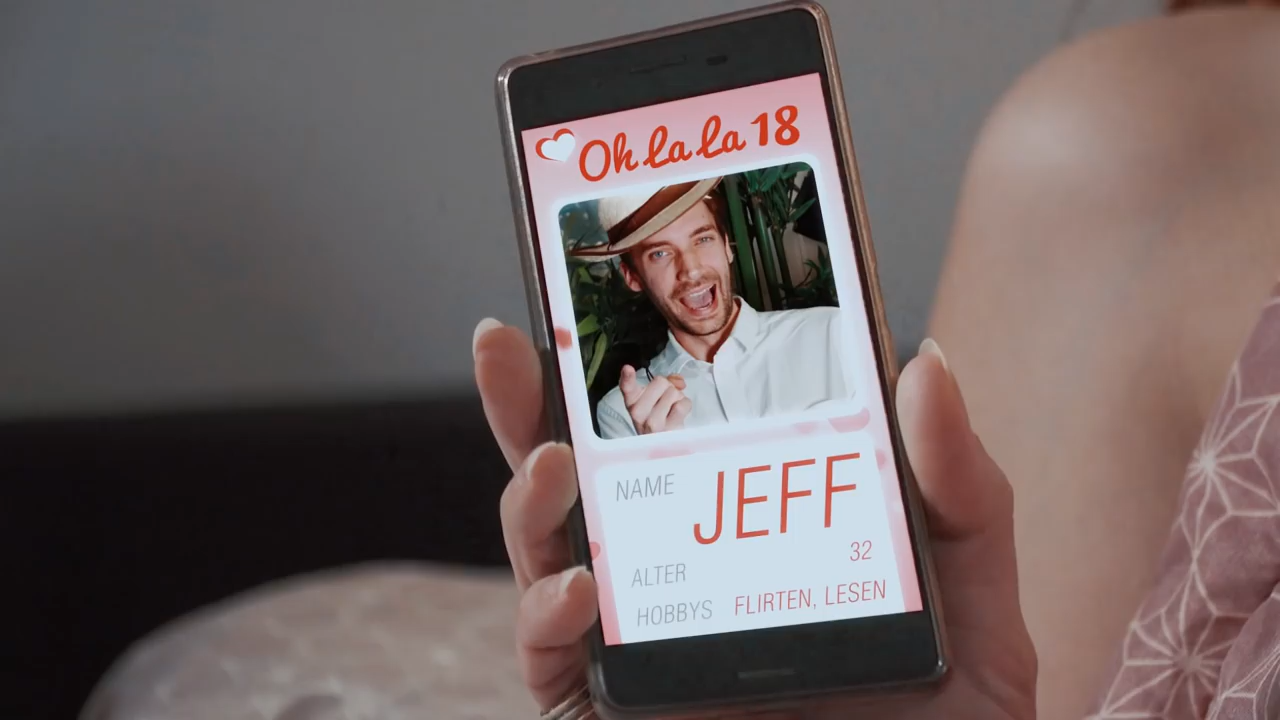 Oh la la 18
NAME JEFF
ALTER 32
HOBBYS FLIRTEN, LESEN